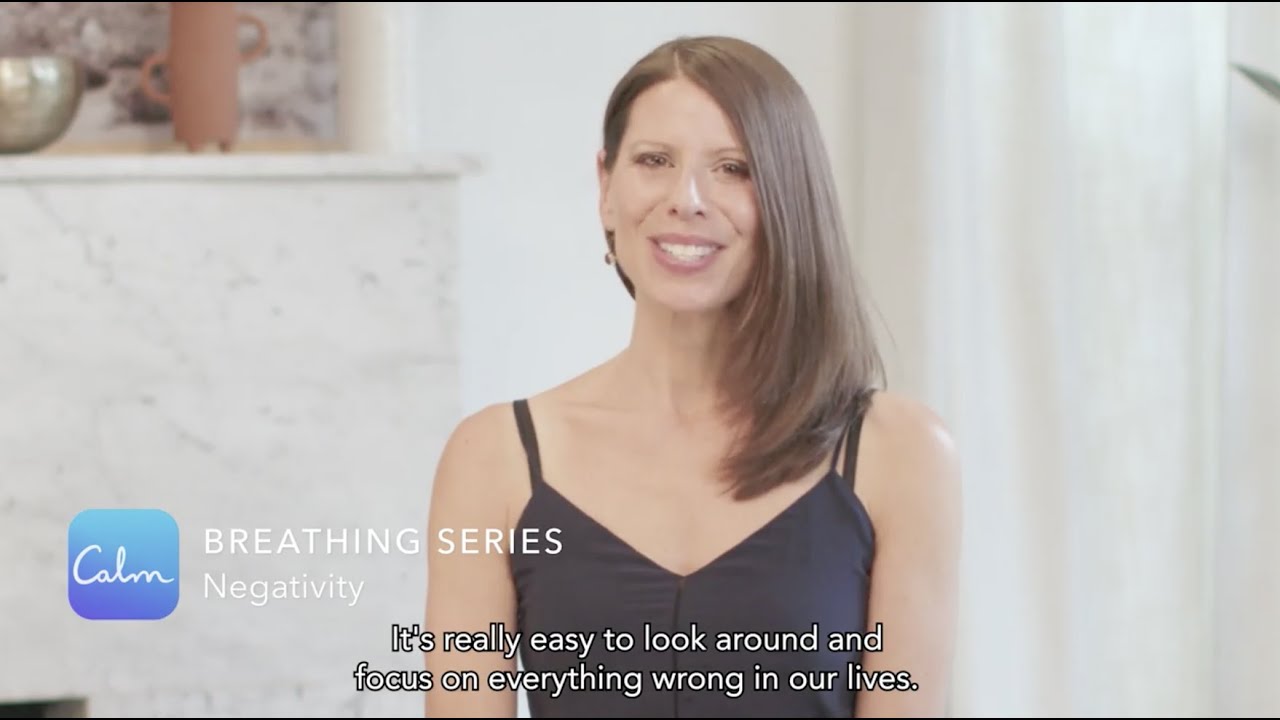 Calm
BREATHING SERIES
Negativity
It's really easy to look around and
focus on everything wrong in our lives.